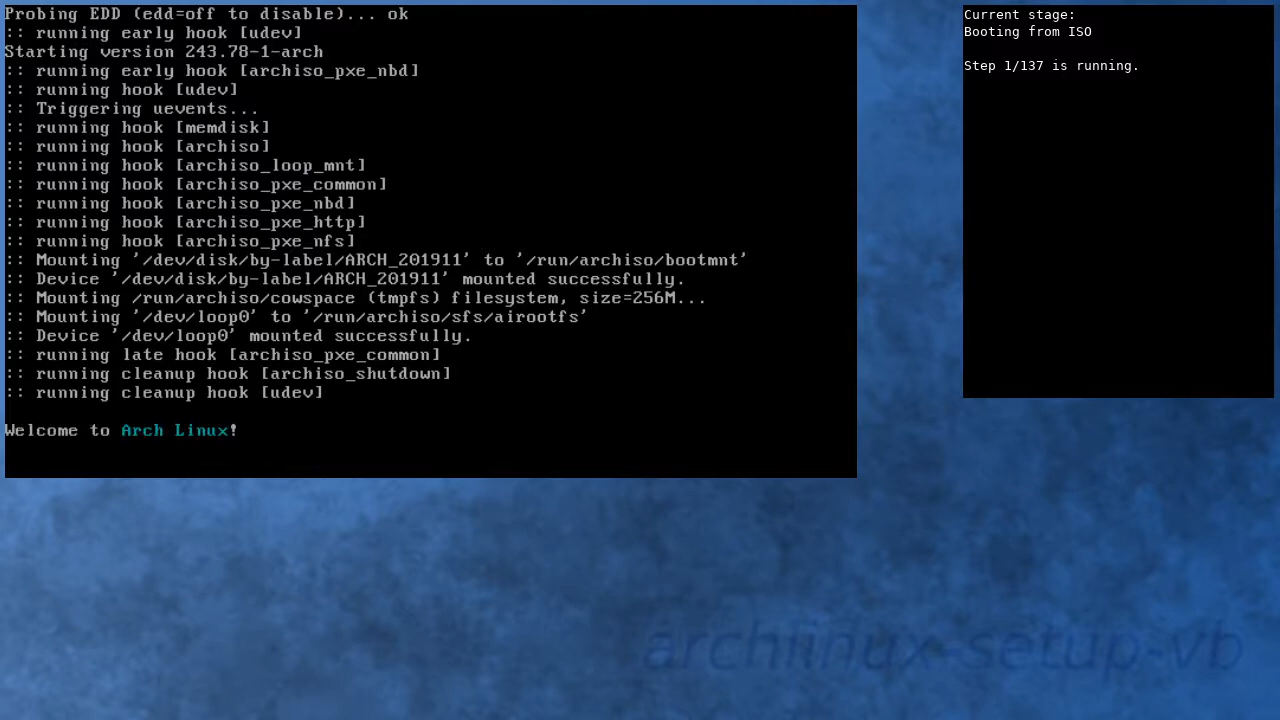 Probing EDD (edd=off to disable)... ok
:: running early hook [udev]
Starting version 243.78-1-arch
:: running early hook [archiso_pxe_nbd]
:: running hook [udev]
:: Triggering uevents...
:: running hook [memdisk]
:: running hook [archiso]
:: running hook [archiso_loop_mnt]
:: running hook [archiso_pxe_common]
:: running hook [archiso_pxe_nbd]
:: running hook [archiso_pxe_http]
:: running hook [archiso_pxe_nfs]
:: Mounting '/dev/disk/by-label/ARCH_201911' to '/run/archiso/bootmnt'
:: Device '/dev/disk/by-label/ARCH_201911' mounted successfully.
:: Mounting /run/archiso/cowspace (tmpfs) filesystem, size=256M...
:: Mounting '/dev/loop0' to '/run/archiso/sfs/airootfs'
:: Device '/dev/loop0' mounted successfully.
:: running late hook [archiso_pxe_common]
:: running cleanup hook [archiso_shutdown]
:: running cleanup hook [udev]
Welcome to Arch Linux!
Current stage:
Booting from ISO
Step 1/137 is running.
archlinux-setup-vb